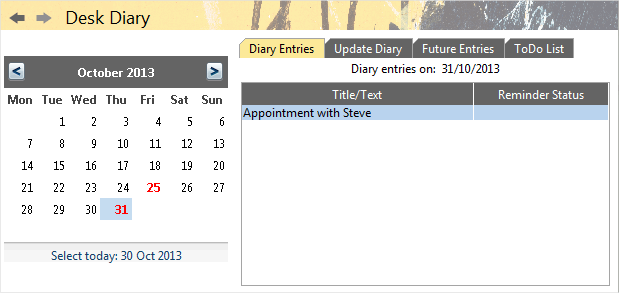 Desk Diary
Diary Entries Update Diary Future Entries ToDo List
Diary entries on: 31/10/2013
October 2013
Mon Tue Wed Thu Fri Sat Sun
1 2 3 4 5 6
7 8 9 10 11 12 13
14 15 16 17 18 19 20
21 22 23 24 25 26 27
28 29 30 31
Select today: 30 Oct 2013
Title/Text Reminder Status
Appointment with Steve